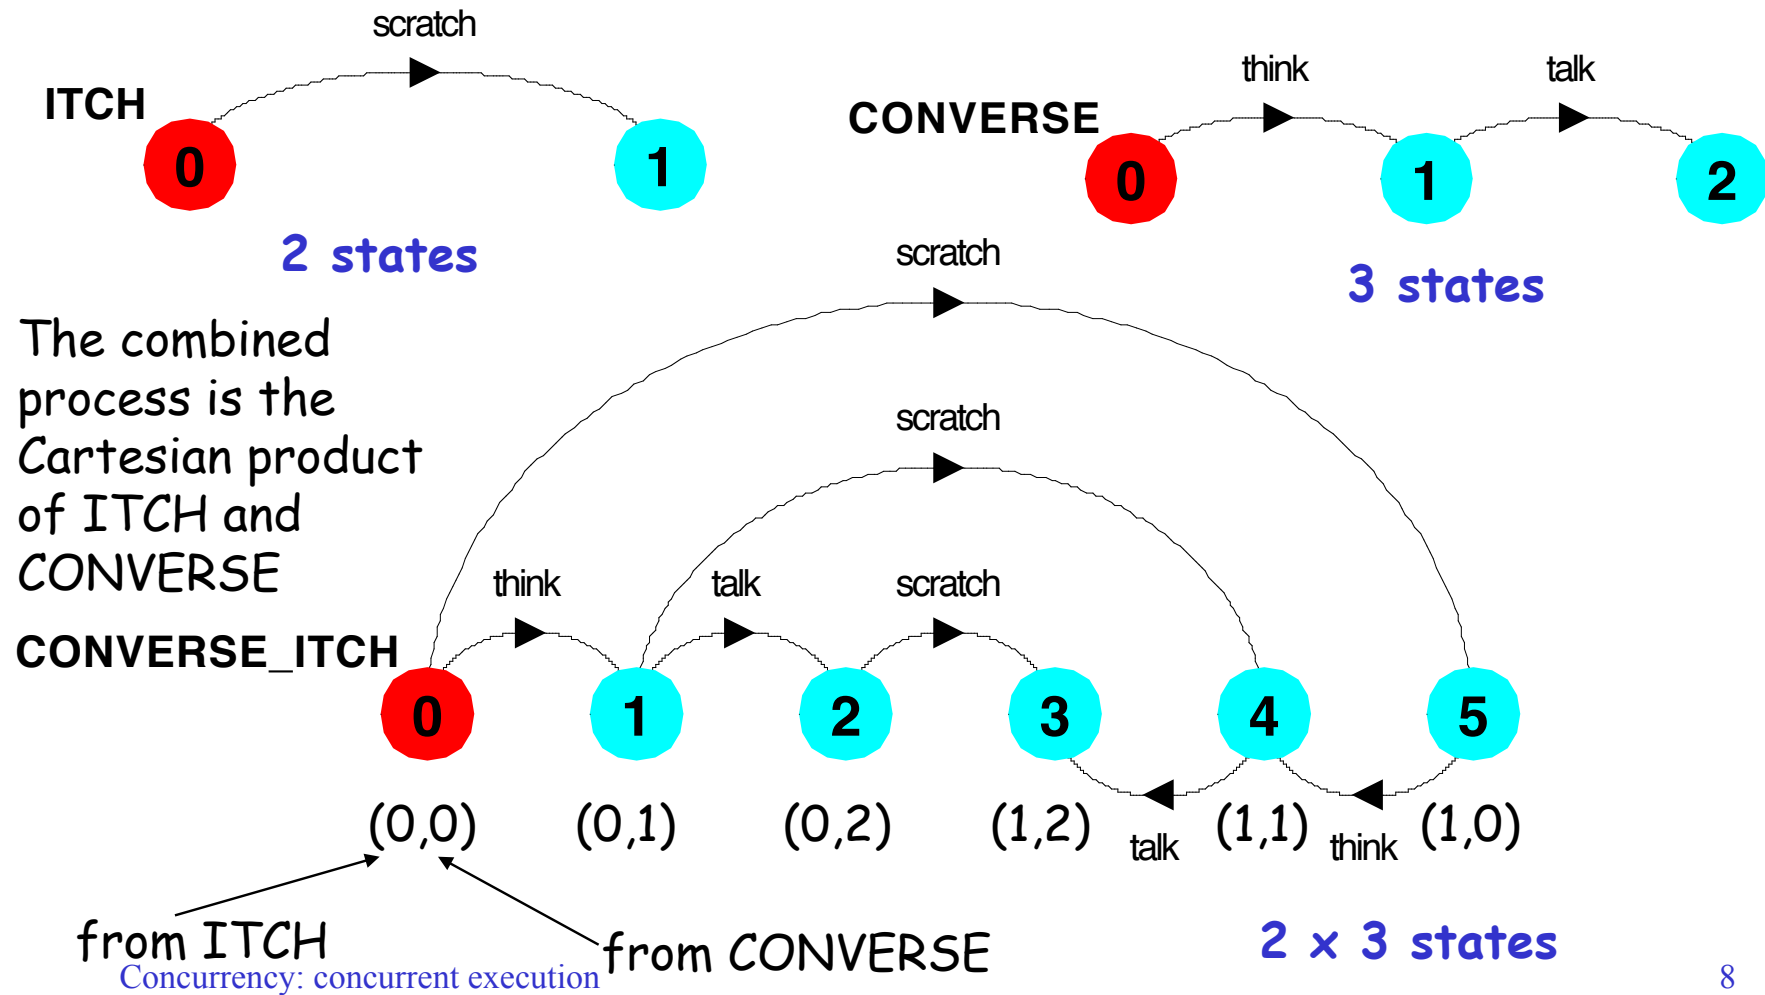 scratch
ITCH
0
1
2 states
think
talk
CONVERSE
0
1
2
3 states
The combined
process is the
Cartesian product
of ITCH and
CONVERSE
scratch
scratch
think
talk
scratch
CONVERSE_ITCH
0
1
2
3
4
5
(0,0)
(0,1)
(0,2)
(1,2)
talk
(1,1)
think
(1,0)
from ITCH
from CONVERSE
2 x 3 states
Concurrency: concurrent execution
8